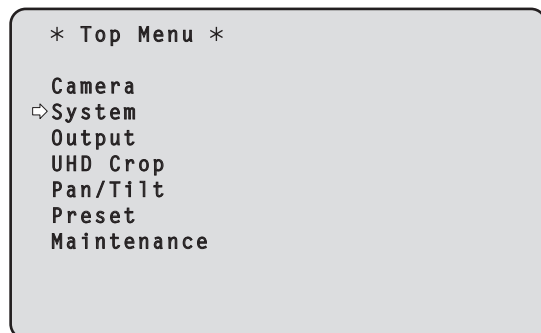 * Top Menu *
Camera
⇨System
Output
UHD Crop
Pan/Tilt
Preset
Maintenance